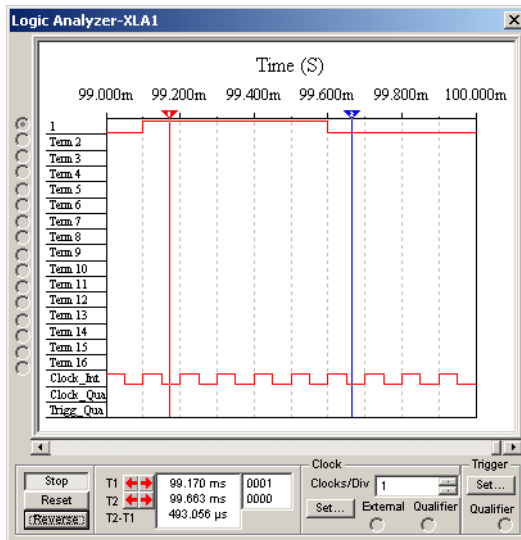 Logic Analyzer-XLA1
Time (S)
99.000m 99.200m 99.400m 99.600m 99.800m 100.000m
1 2
1
Term 2
Term 3
Term 4
Term 5
Term 6
Term 7
Term 8
Term 9
Term 10
Term 11
Term 12
Term 13
Term 14
Term 15
Term 16
Clock_Int
Clock_Qua
Trigg_Qua
Stop
Reset
Reverse
T1 99.170 ms 0001
T2 99.663 ms 0000
T2-T1 493.056 µs
Clock
Clocks/Div 1
Set... External Qualifier
Trigger
Set...
Qualifier